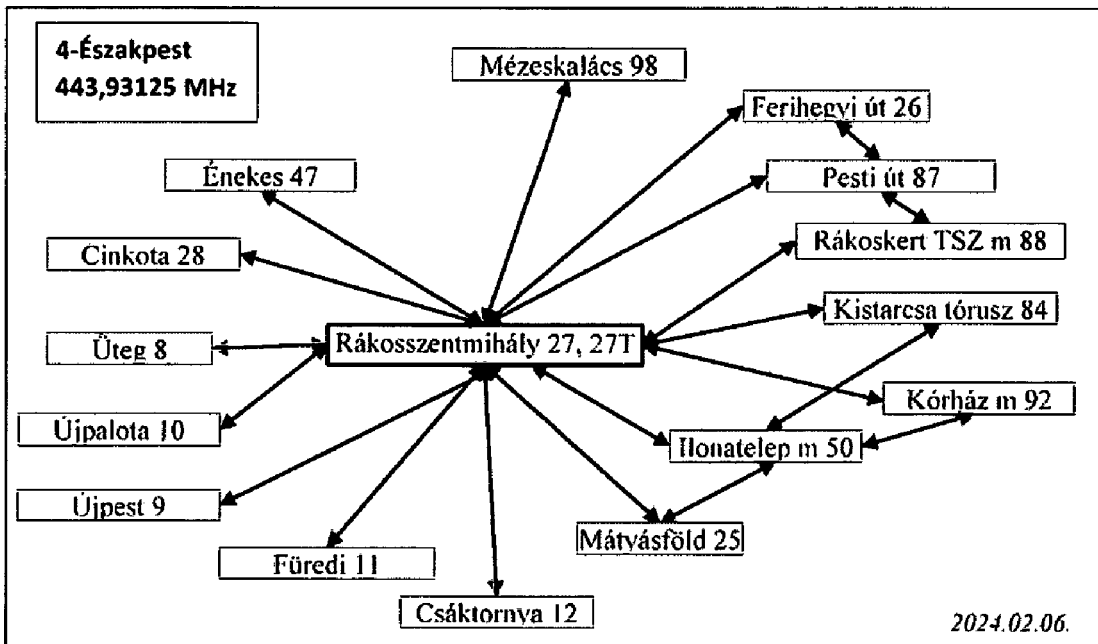 4-Északpest
443,93125 MHz
Mézeskalács 98
Ferihegyi út 26
Énekes 47
Pesti út 87
Cinkota 28
Rákoskert TSZ m 88
Kistarcsa tórusz 84
Üteg 8
Rákosszentmihály 27, 27T
Kórház m 92
Újpalota 10
Ilonatelep m 50
Újpest 9
Mátyásföld 25
Füredi 11
Csáktornya 12
2024.02.06.